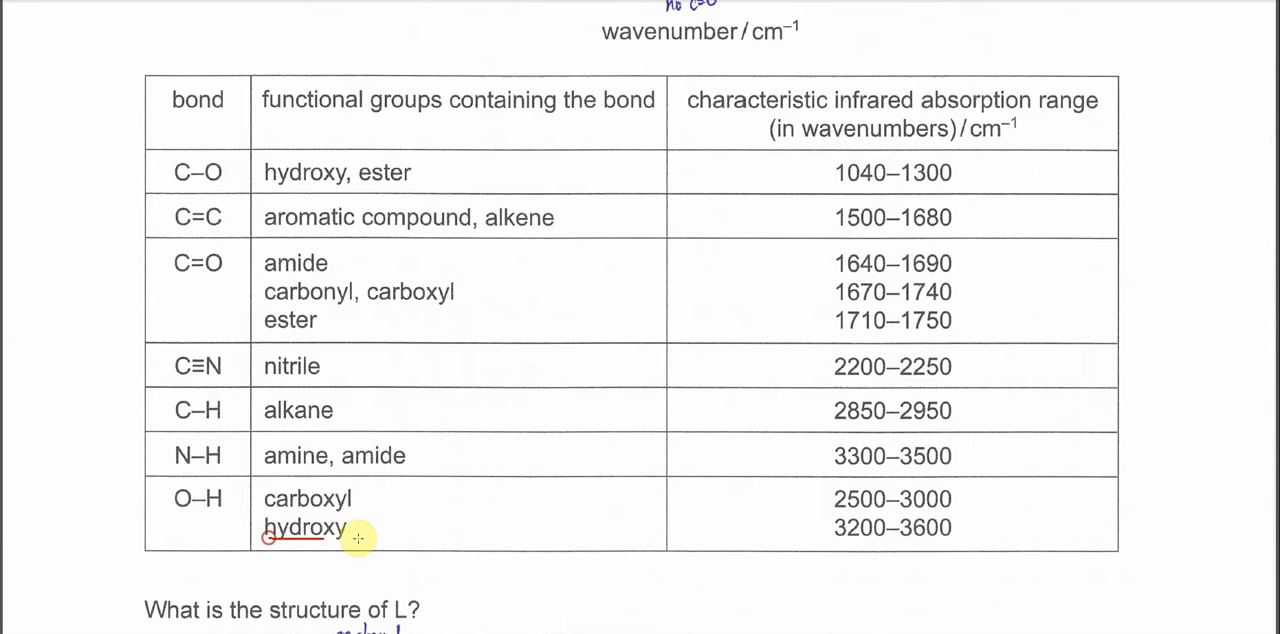 no c=o
wavenumber/cm⁻¹
bond functional groups containing the bond characteristic infrared absorption range
(in wavenumbers)/cm⁻¹
C–O hydroxy, ester 1040–1300
C=C aromatic compound, alkene 1500–1680
C=O amide 1640–1690
carbonyl, carboxyl 1670–1740
ester 1710–1750
C≡N nitrile 2200–2250
C–H alkane 2850–2950
N–H amine, amide 3300–3500
O–H carboxyl 2500–3000
hydroxy 3200–3600
What is the structure of L?